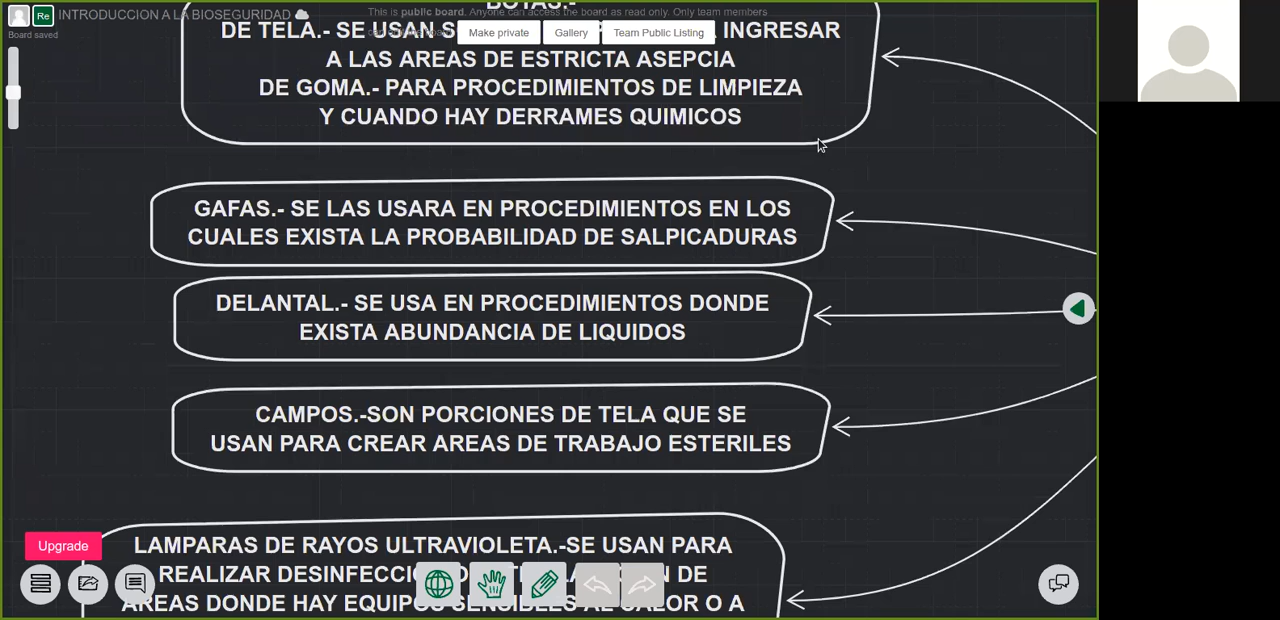 Re INTRODUCCION A LA BIOSEGURIDAD
Board saved
This is public board. Anyone can access the board as read only. Only team members
Make private
Gallery
Team Public Listing
BOTAS.-
DE TELA.- SE USAN INGRESAR
A LAS AREAS DE ESTRICTA ASEPCIA
DE GOMA.- PARA PROCEDIMIENTOS DE LIMPIEZA
Y CUANDO HAY DERRAMES QUIMICOS
GAFAS.- SE LAS USARA EN PROCEDIMIENTOS EN LOS
CUALES EXISTA LA PROBABILIDAD DE SALPICADURAS
DELANTAL.- SE USA EN PROCEDIMIENTOS DONDE
EXISTA ABUNDANCIA DE LIQUIDOS
CAMPOS.-SON PORCIONES DE TELA QUE SE
USAN PARA CREAR AREAS DE TRABAJO ESTERILES
LAMPARAS DE RAYOS ULTRAVIOLETA.-SE USAN PARA
REALIZAR DE
AREAS DONDE HAY EQUIPOS SENSIBLES AL CALOR O A
Upgrade